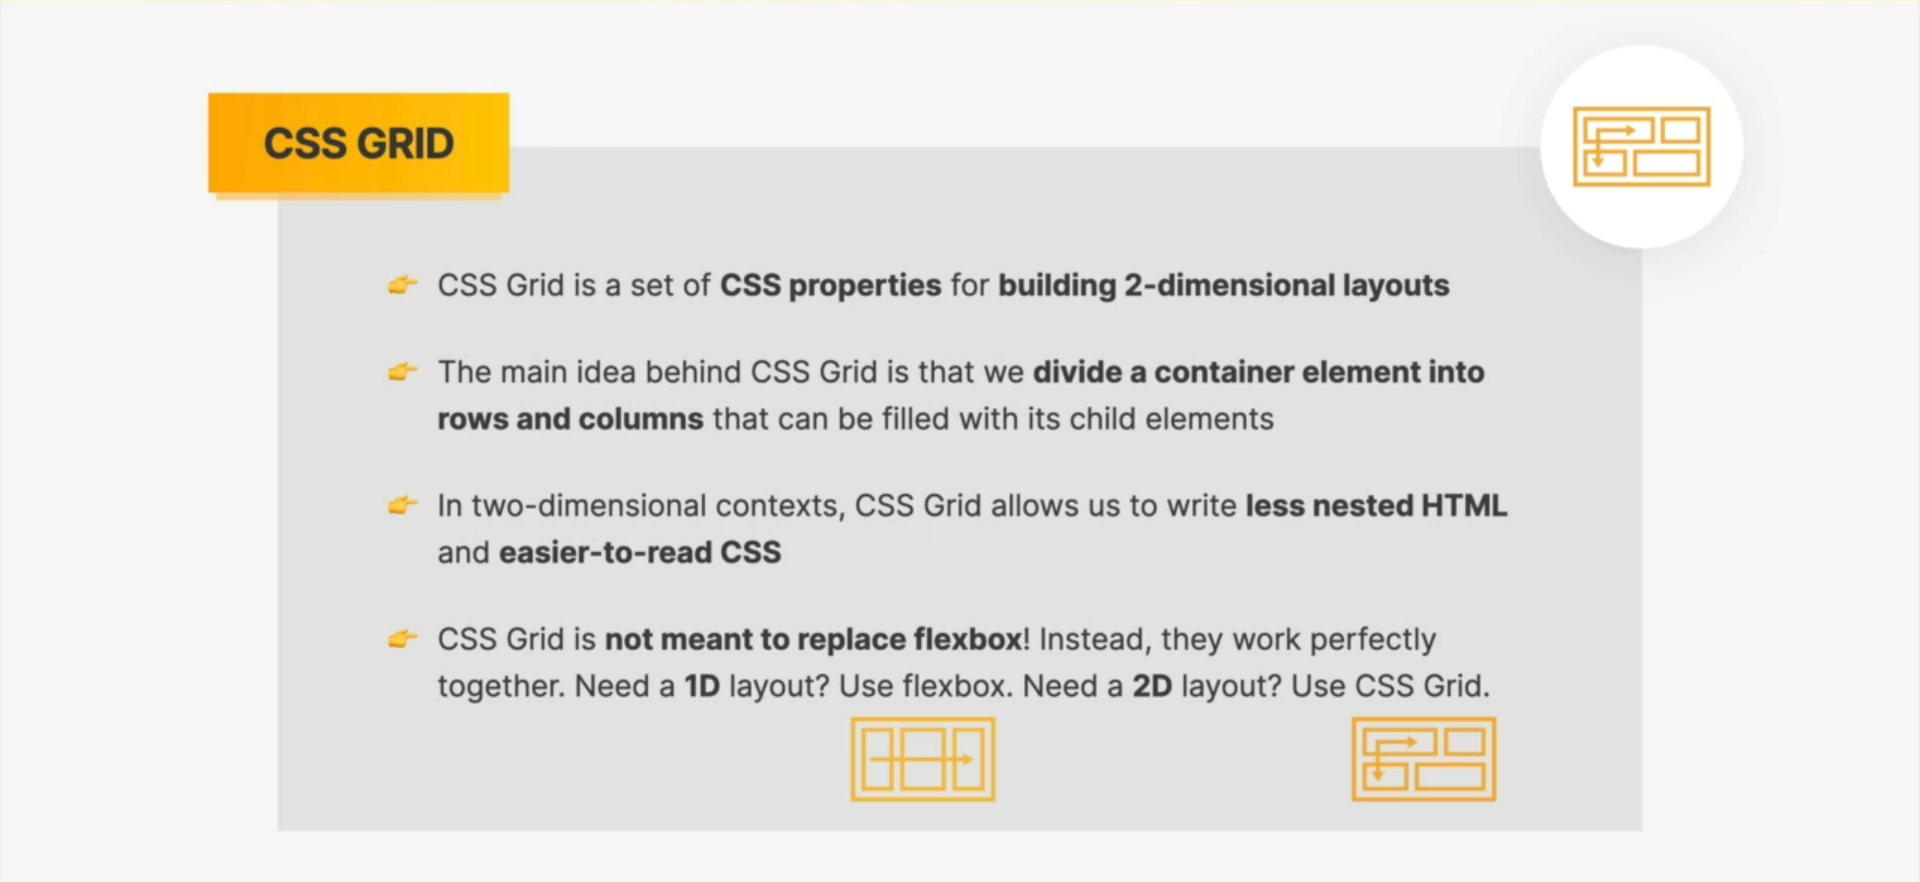 CSS GRID
👉 CSS Grid is a set of CSS properties for building 2-dimensional layouts
👉 The main idea behind CSS Grid is that we divide a container element into
rows and columns that can be filled with its child elements
👉 In two-dimensional contexts, CSS Grid allows us to write less nested HTML
and easier-to-read CSS
👉 CSS Grid is not meant to replace flexbox! Instead, they work perfectly
together. Need a 1D layout? Use flexbox. Need a 2D layout? Use CSS Grid.